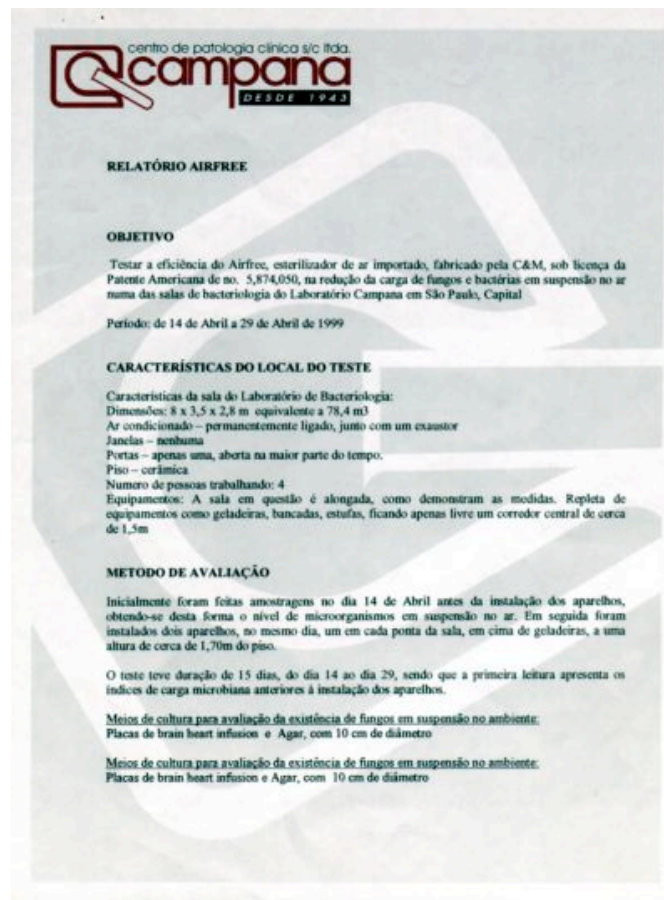 centro de patologia clínica s/c ltda.
campana
DESDE 1943
RELATÓRIO AIRFREE
OBJETIVO
Testar a eficiência do Airfree, esterilizador de ar importado, fabricado pela C&M, sob licença da
Patente Americana de no. 5,874,050, na redução da carga de fungos e bactérias em suspensão no ar
numa das salas de bacteriologia do Laboratório Campana em São Paulo, Capital
Período: de 14 de Abril a 29 de Abril de 1999
CARACTERÍSTICAS DO LOCAL DO TESTE
Características da sala do Laboratório de Bacteriologia:
Dimensões: 8 x 3,5 x 2,8 m equivalente a 78,4 m3
Ar condicionado – permanentemente ligado, junto com um exaustor
Janelas – nenhuma
Portas – apenas uma, aberta na maior parte do tempo.
Piso – cerâmica
Numero de pessoas trabalhando: 4
Equipamentos: A sala em questão é alongada, como demonstram as medidas. Repleta de
equipamentos como geladeiras, bancadas, estufas, ficando apenas livre um corredor central de cerca
de 1,5m
METODO DE AVALIAÇÃO
Inicialmente foram feitas amostragens no dia 14 de Abril antes da instalação dos aparelhos,
obtendo-se desta forma o nível de microorganismos em suspensão no ar. Em seguida foram
instalados dois aparelhos, no mesmo dia, um em cada ponta da sala, em cima de geladeiras, a uma
altura de cerca de 1,70m do piso.
O teste teve duração de 15 dias, do dia 14 ao dia 29, sendo que a primeira leitura apresenta os
índices de carga microbiana anteriores à instalação dos aparelhos.
Meios de cultura para avaliação da existência de fungos em suspensão no ambiente:
Placas de brain heart infusion e Agar, com 10 cm de diâmetro
Meios de cultura para avaliação da existência de fungos em suspensão no ambiente:
Placas de brain heart infusion e Agar, com 10 cm de diâmetro